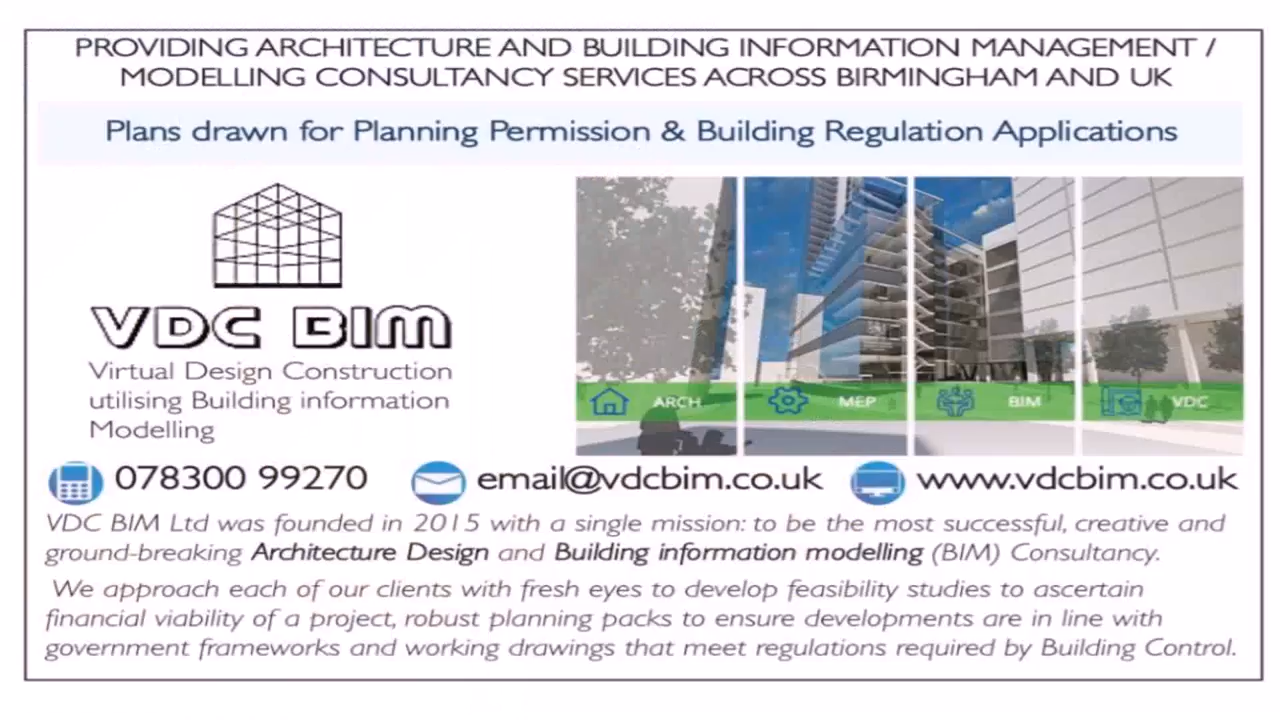 PROVIDING ARCHITECTURE AND BUILDING INFORMATION MANAGEMENT /
MODELLING CONSULTANCY SERVICES ACROSS BIRMINGHAM AND UK
Plans drawn for Planning Permission & Building Regulation Applications
VDC BIM
Virtual Design Construction
utilising Building information
Modelling
ARCH
MEP
BIM
VDC
078300 99270
email@vdcbim.co.uk
www.vdcbim.co.uk
VDC BIM Ltd was founded in 2015 with a single mission: to be the most successful, creative and
ground-breaking Architecture Design and Building information modelling (BIM) Consultancy.
We approach each of our clients with fresh eyes to develop feasibility studies to ascertain
financial viability of a project, robust planning packs to ensure developments are in line with
government frameworks and working drawings that meet regulations required by Building Control.